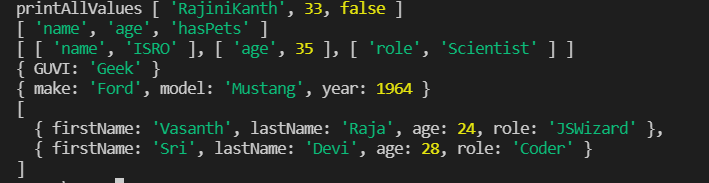 printAllValues [ 'RajiniKanth', 33, false ]
[ 'name', 'age', 'hasPets' ]
[ [ 'name', 'ISRO' ], [ 'age', 35 ], [ 'role', 'Scientist' ] ]
{ GUVI: 'Geek' }
{ make: 'Ford', model: 'Mustang', year: 1964 }
[
  { firstName: 'Vasanth', lastName: 'Raja', age: 24, role: 'JSWizard' },
  { firstName: 'Sri', lastName: 'Devi', age: 28, role: 'Coder' }
]